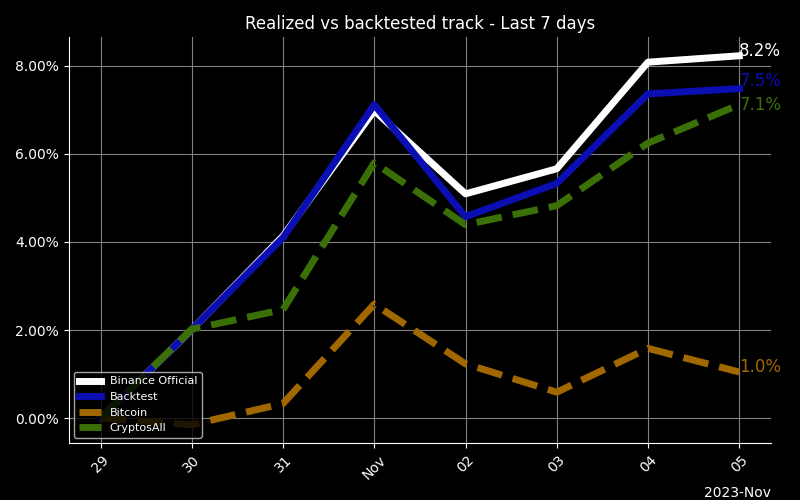 Realized vs backtested track - Last 7 days
8.00%
6.00%
4.00%
2.00%
0.00%
8.2%
7.5%
7.1%
1.0%
Binance Official
Backtest
Bitcoin
CryptosAll
29
30
31
Nov
02
03
04
05
2023-Nov